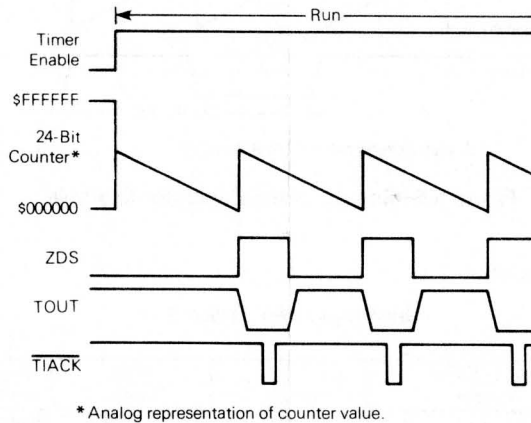 Run
Timer
Enable
$FFFFFF
24-Bit
Counter*
$000000
ZDS
TOUT
TIACK
*Analog representation of counter value.